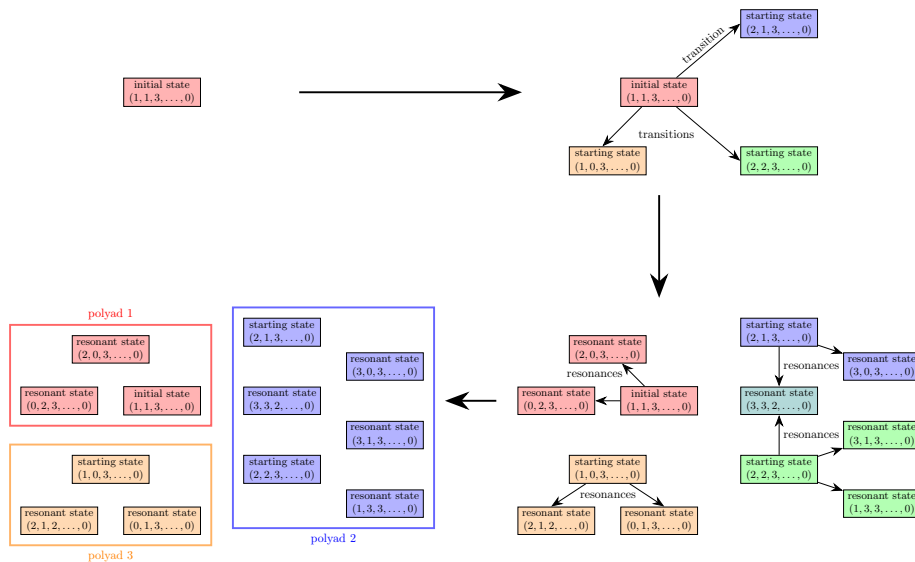 initial state
(1, 1, 3, . . . , 0)
starting state
(2, 1, 3, . . . , 0)
transition
initial state
(1, 1, 3, . . . , 0)
transitions
starting state
(1, 0, 3, . . . , 0)
starting state
(2, 2, 3, . . . , 0)
polyad 1
resonant state
(2, 0, 3, . . . , 0)
resonant state
(0, 2, 3, . . . , 0)
initial state
(1, 1, 3, . . . , 0)
starting state
(1, 0, 3, . . . , 0)
resonant state
(2, 1, 2, . . . , 0)
resonant state
(0, 1, 3, . . . , 0)
polyad 3
starting state
(2, 1, 3, . . . , 0)
resonant state
(3, 0, 3, . . . , 0)
resonant state
(3, 3, 2, . . . , 0)
resonant state
(3, 1, 3, . . . , 0)
starting state
(2, 2, 3, . . . , 0)
resonant state
(1, 3, 3, . . . , 0)
polyad 2
resonant state
(2, 0, 3, . . . , 0)
resonances
resonant state
(0, 2, 3, . . . , 0)
initial state
(1, 1, 3, . . . , 0)
starting state
(1, 0, 3, . . . , 0)
resonances
resonant state
(2, 1, 2, . . . , 0)
resonant state
(0, 1, 3, . . . , 0)
starting state
(2, 1, 3, . . . , 0)
resonances
resonant state
(3, 0, 3, . . . , 0)
resonant state
(3, 3, 2, . . . , 0)
resonances
resonant state
(3, 1, 3, . . . , 0)
starting state
(2, 2, 3, . . . , 0)
resonant state
(1, 3, 3, . . . , 0)